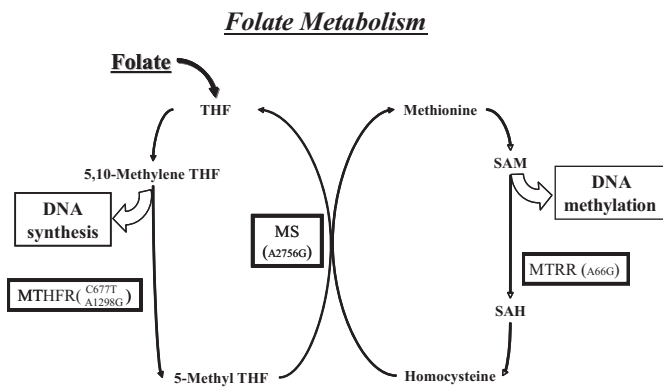 Folate Metabolism
Folate
THF
Methionine
5,10-Methylene THF
SAM
DNA
synthesis
DNA
methylation
MS
(A2756G)
MTHFR( C677T
A1298G )
MTRR (A66G)
SAH
5-Methyl THF
Homocysteine